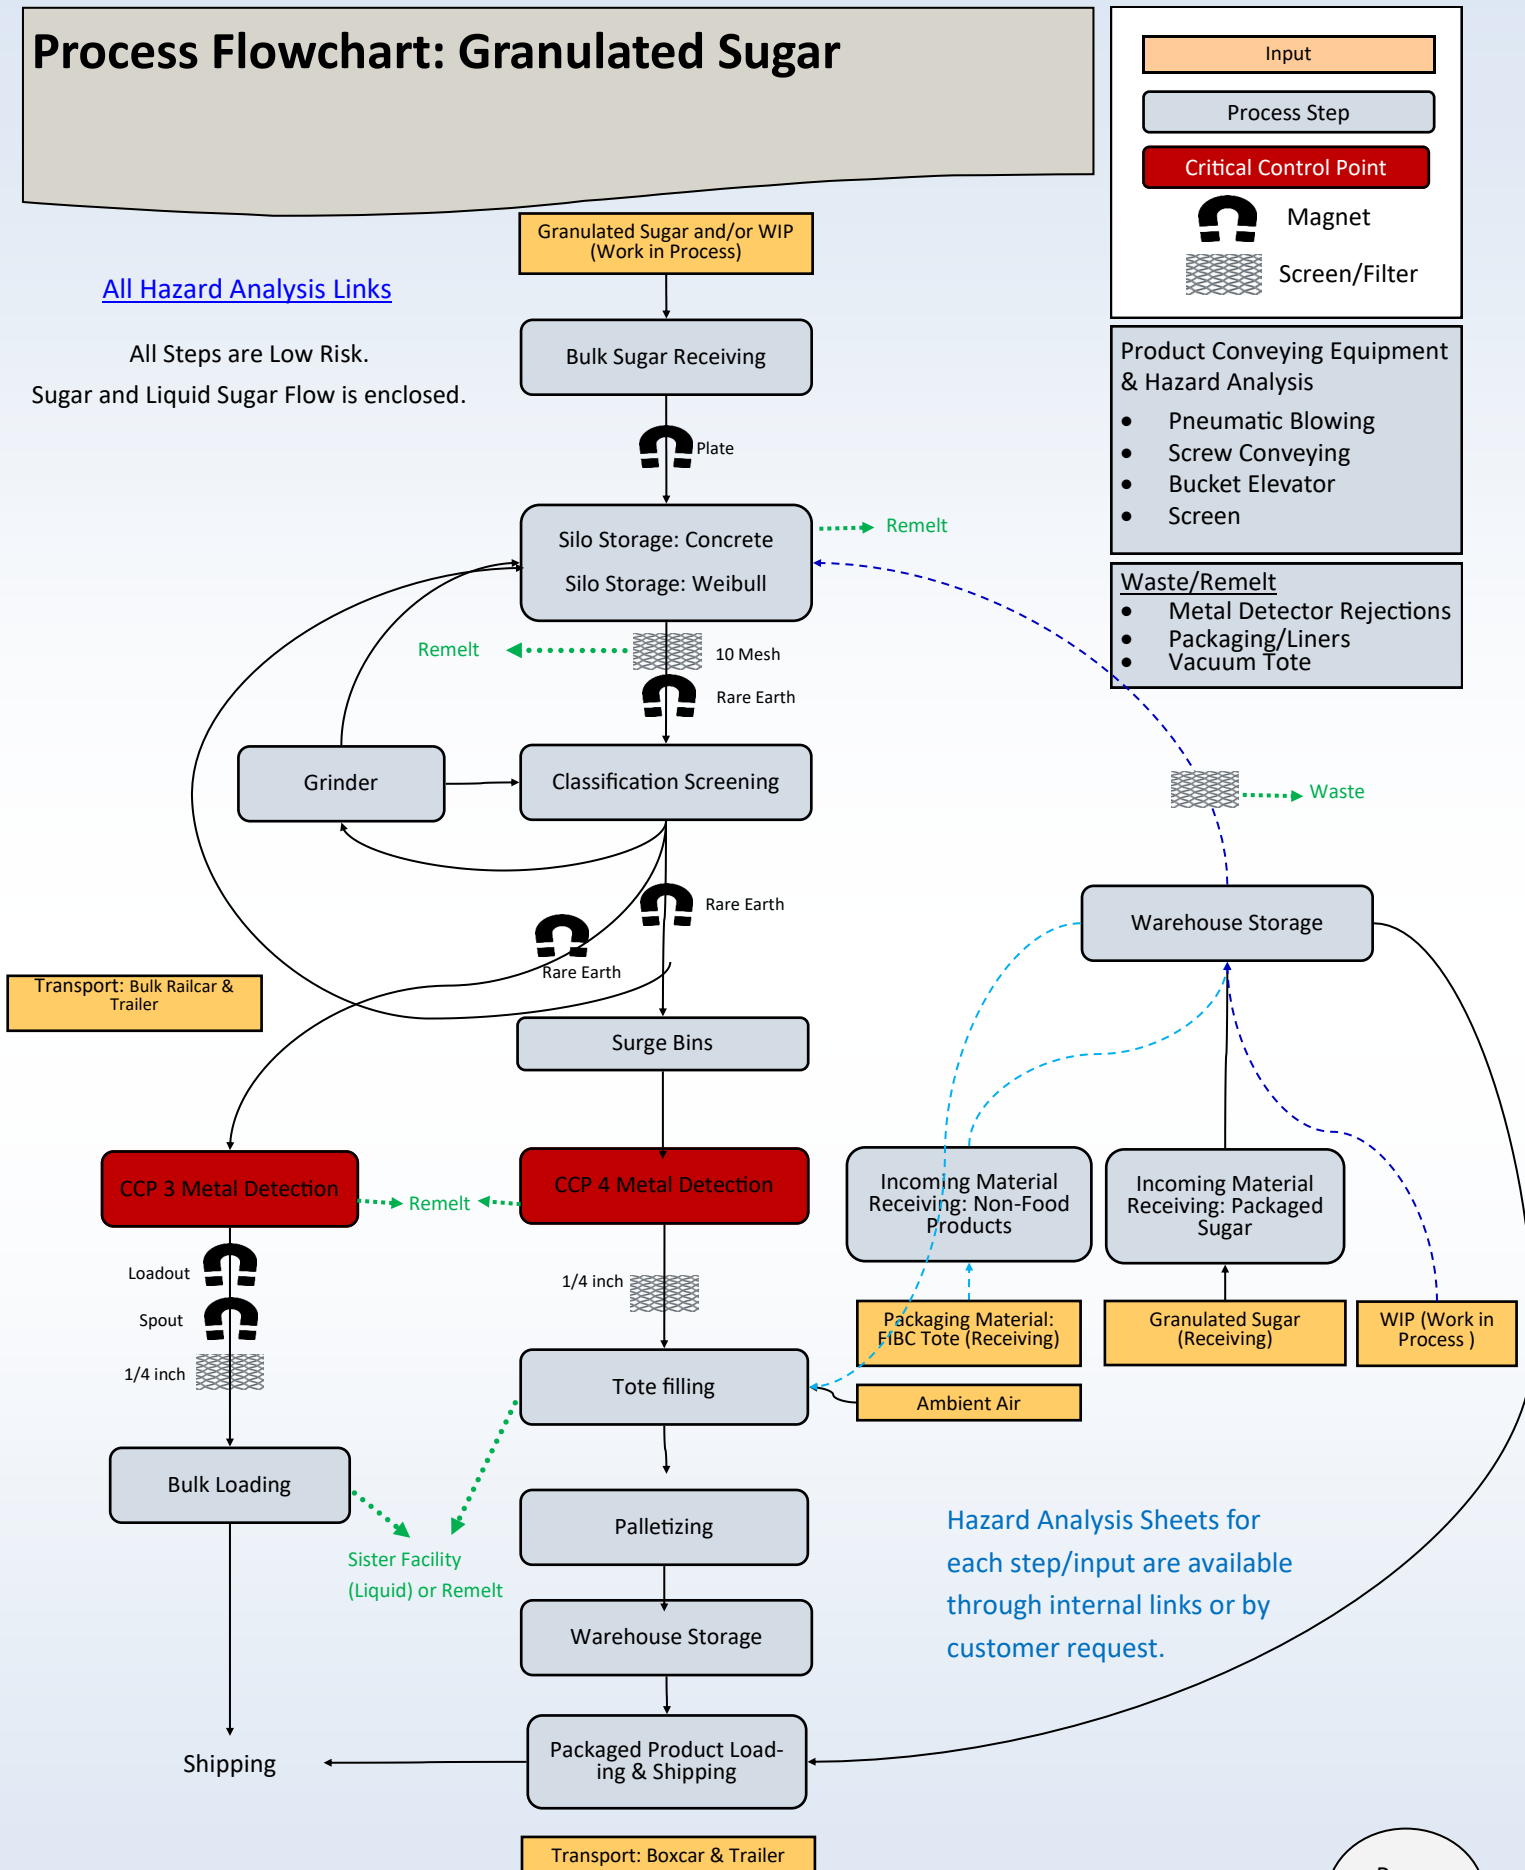 Process Flowchart: Granulated Sugar
Input
Process Step
Critical Control Point
Magnet
Screen/Filter
Granulated Sugar and/or WIP
(Work in Process)
All Hazard Analysis Links
All Steps are Low Risk.
Sugar and Liquid Sugar Flow is enclosed.
Bulk Sugar Receiving
Product Conveying Equipment
& Hazard Analysis
• Pneumatic Blowing
• Screw Conveying
• Bucket Elevator
• Screen
Plate
Silo Storage: Concrete
Silo Storage: Weibull
Remelt
Waste/Remelt
• Metal Detector Rejections
• Packaging/Liners
• Vacuum Tote
Remelt
10 Mesh
Rare Earth
Grinder
Classification Screening
Waste
Rare Earth
Rare Earth
Warehouse Storage
Transport: Bulk Railcar &
Trailer
Surge Bins
CCP 3 Metal Detection
Remelt
CCP 4 Metal Detection
Incoming Material
Receiving: Non-Food
Products
Incoming Material
Receiving: Packaged
Sugar
Loadout
Spout
1/4 inch
1/4 inch
Packaging Material:
FIBC Tote (Receiving)
Granulated Sugar
(Receiving)
WIP (Work in
Process )
Tote filling
Ambient Air
Bulk Loading
Palletizing
Sister Facility
(Liquid) or Remelt
Hazard Analysis Sheets for
each step/input are available
through internal links or by
customer request.
Warehouse Storage
Shipping
Packaged Product Load-
ing & Shipping
Transport: Boxcar & Trailer